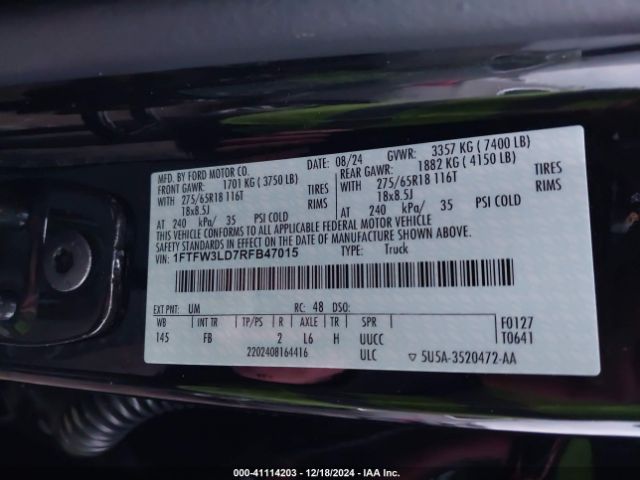 MFD. BY FORD MOTOR CO.
DATE: 08/24
GVWR: 3357 KG ( 7400 LB)
FRONT GAWR: 1701 KG ( 3750 LB)
REAR GAWR: 1882 KG ( 4150 LB)
275/65R18 116T TIRES
275/65R18 116T TIRES
18x8.5J RIMS
18x8.5J RIMS
AT 240 kPa/ 35 PSI COLD
AT 240 kPa/ 35 PSI COLD
THIS VEHICLE CONFORMS TO ALL APPLICABLE FEDERAL MOTOR VEHICLE
SAFETY STANDARDS IN EFFECT ON THE DATE OF MANUFACTURE SHOWN ABOVE.
VIN: 1FTFW3LD7RFB47015
TYPE: Truck
EXT PNT: UM RC: 48 DSO:
WB INT TR TP/PS R AXLE TR SPR F0127
145 FB 2 L6 H UUCC T0641
2202408164416 ULC 5U5A-3520472-AA
000-41114203 - 12/18/2024 - IAA Inc.